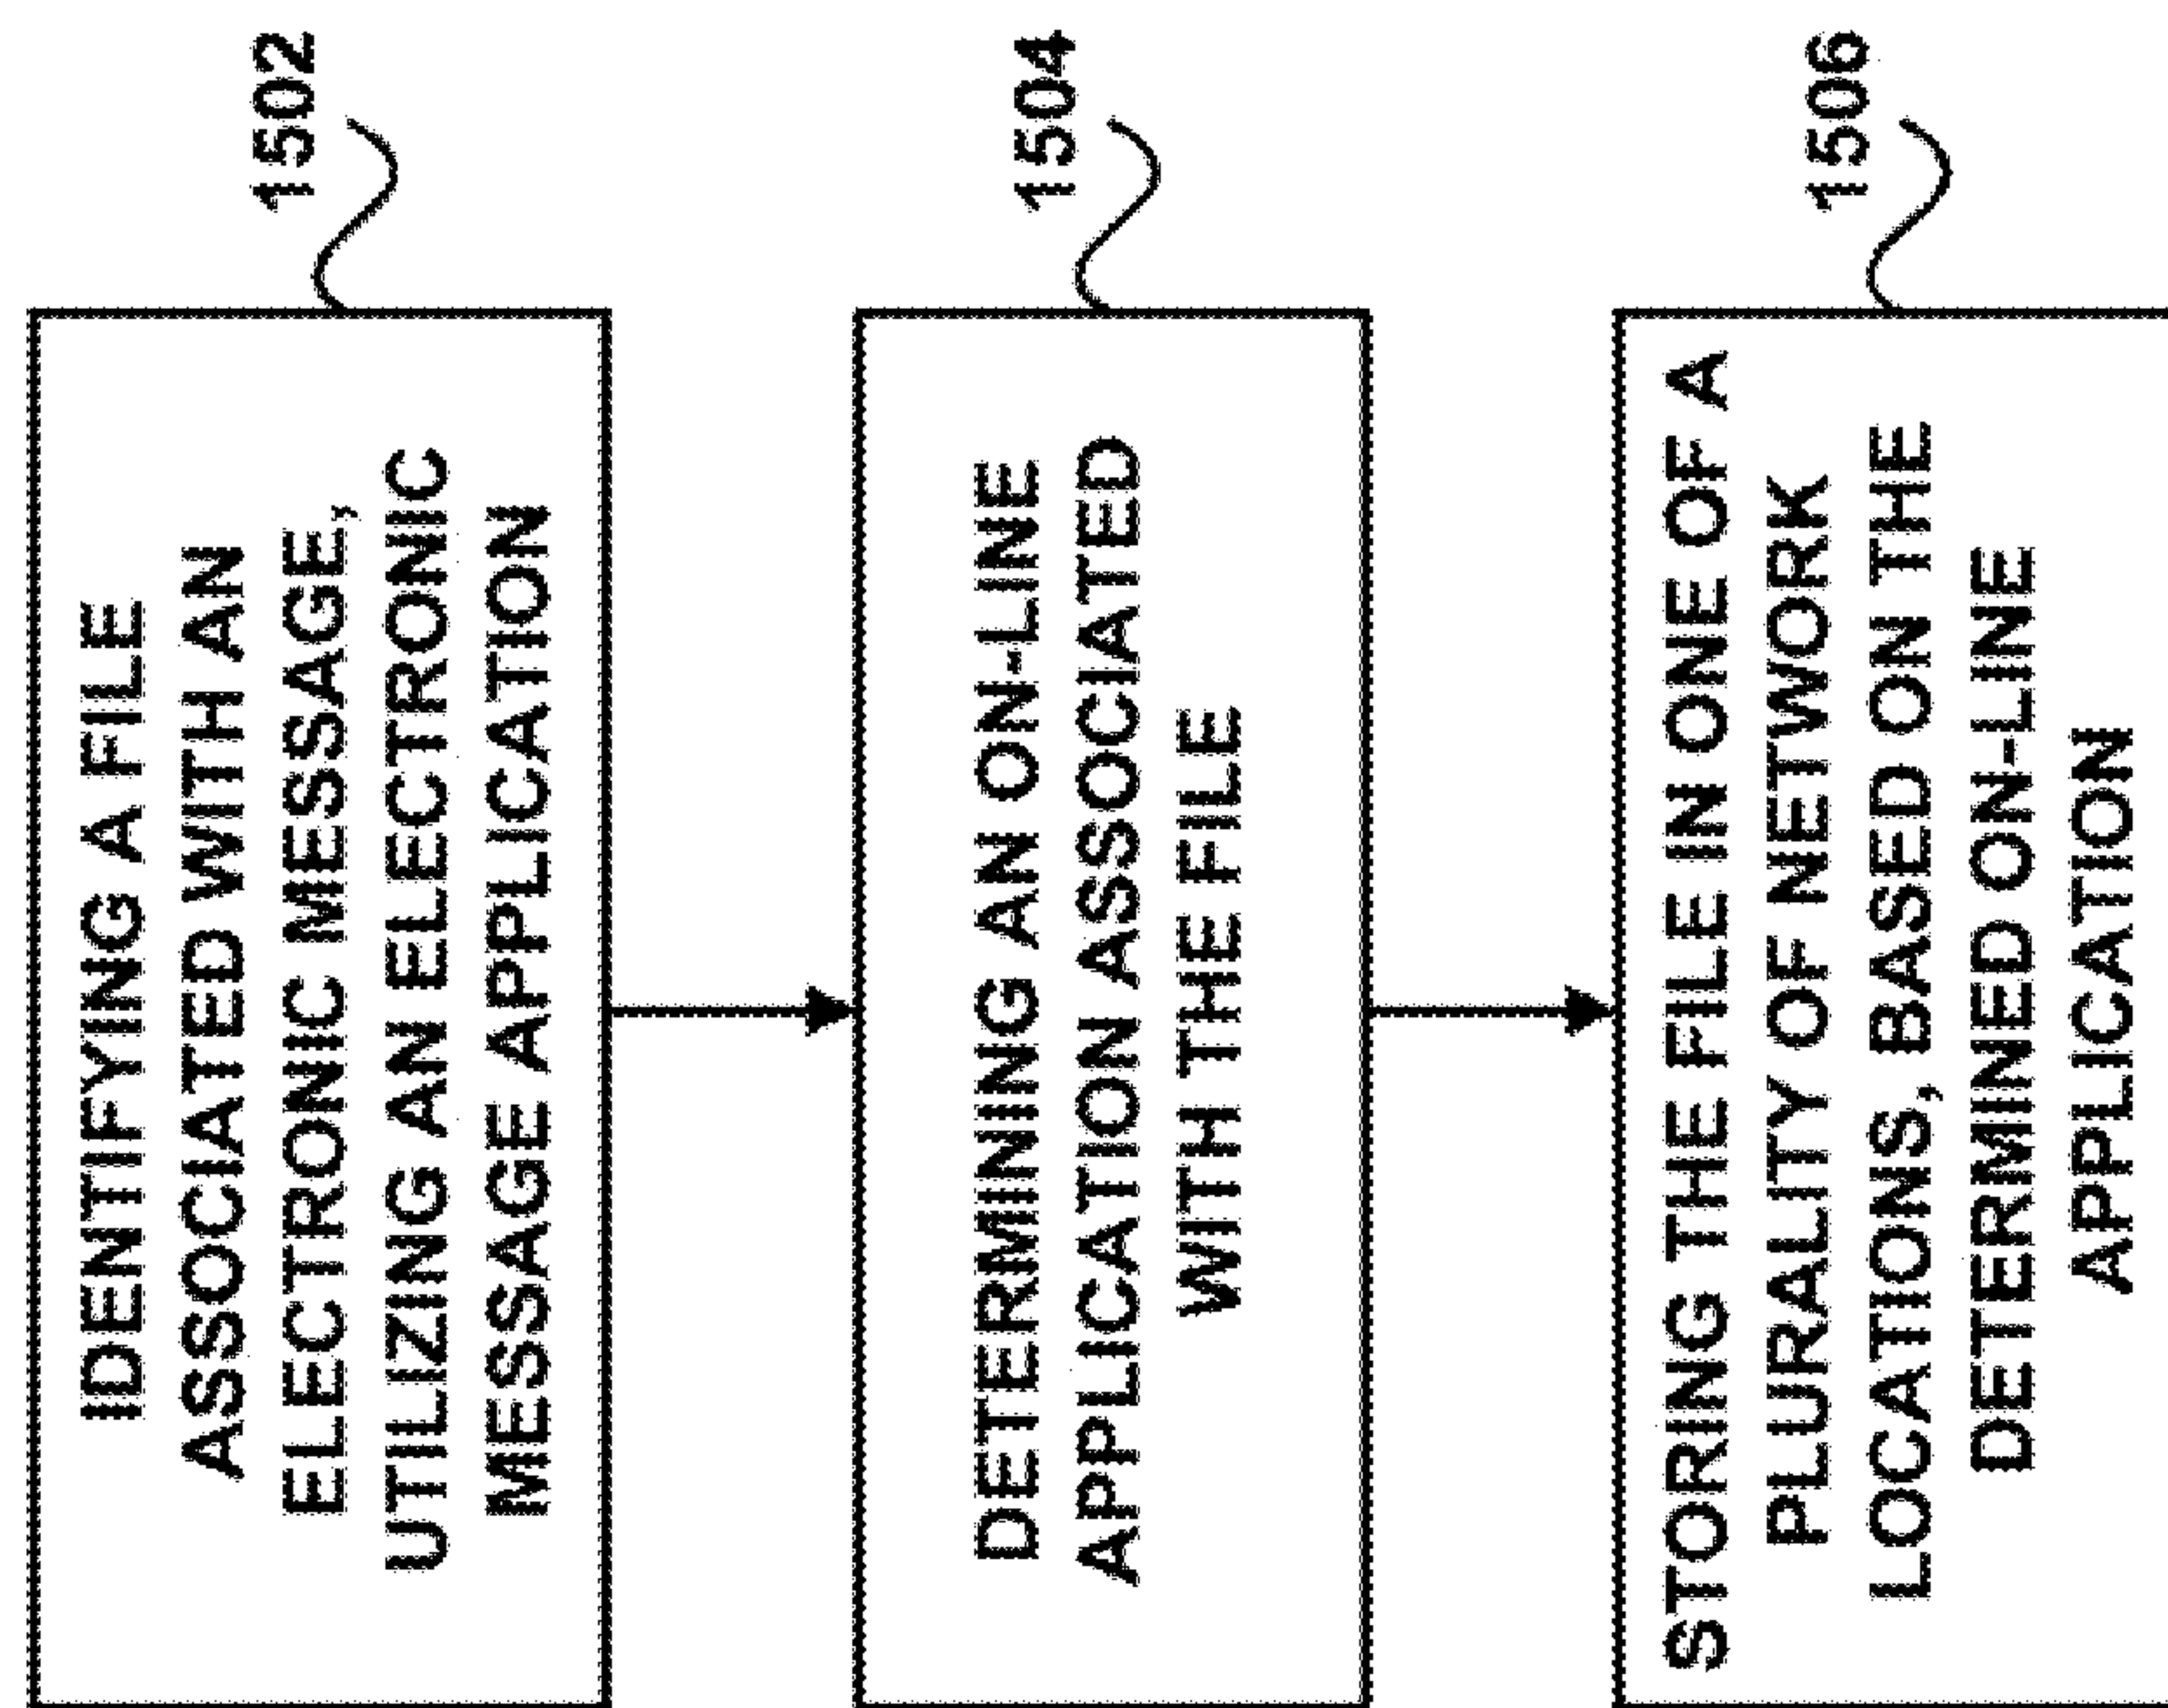 1502
IDENTIFYING A FILE
ASSOCIATED WITH AN
ELECTRONIC MESSAGE,
UTILIZING AN ELECTRONIC
MESSAGE APPLICATION
1504
DETERMINING AN ON-LINE
APPLICATION ASSOCIATED
WITH THE FILE
1506
STORING THE FILE IN ONE OF A
PLURALITY OF NETWORK
LOCATIONS, BASED ON THE
DETERMINED ON-LINE
APPLICATION